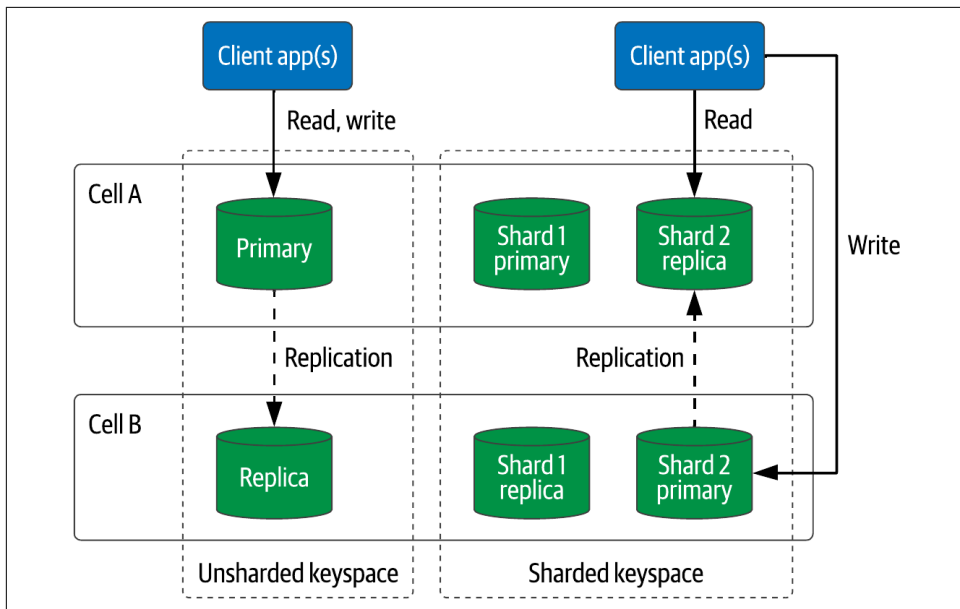 Client app(s)
Client app(s)
Read, write
Read
Cell A
Primary
Shard 1
primary
Shard 2
replica
Write
Replication
Replication
Cell B
Replica
Shard 1
replica
Shard 2
primary
Unsharded keyspace
Sharded keyspace